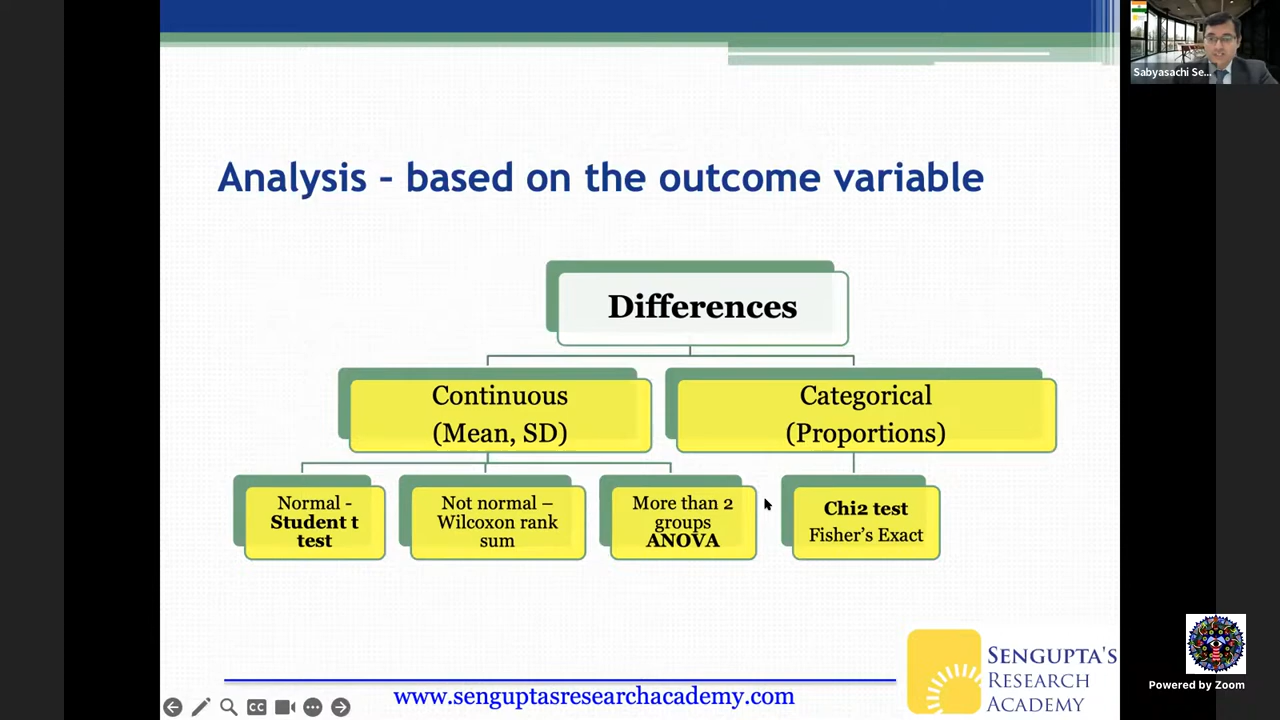 Sabyasachi Se...
Analysis – based on the outcome variable
Differences
Continuous
(Mean, SD)
Categorical
(Proportions)
Normal -
Student t
test
Not normal –
Wilcoxon rank
sum
More than 2
groups
ANOVA
Chi2 test
Fisher's Exact
www.senguptasresearchacademy.com
CC
SENGUPTA'S
RESEARCH
ACADEMY
Powered by Zoom